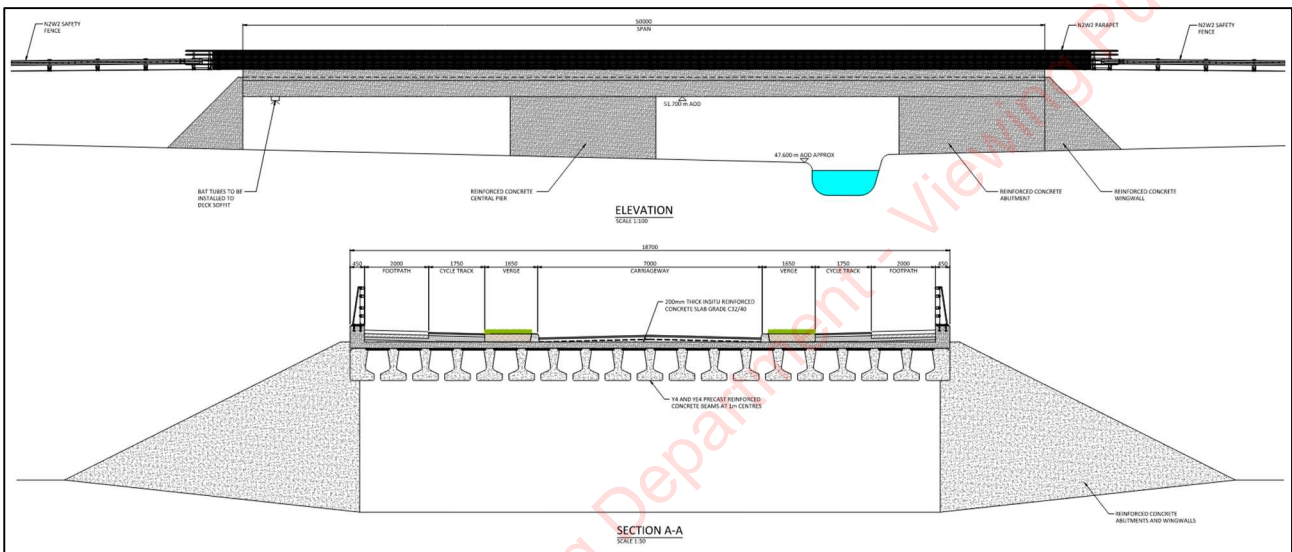 N2W2 SAFETY
FENCE
50000
SPAN
N2W2 PARAPET
N2W2 SAFETY
FENCE
51.700 m AOD
47.600 m AOD APPROX
BAT TUBES TO BE
INSTALLED TO
DECK SOFFIT
REINFORCED CONCRETE
CENTRAL PIER
REINFORCED CONCRETE
ABUTMENT
REINFORCED CONCRETE
WINGWALL
ELEVATION
SCALE 1:100
18700
450 2000 1750 1650 7000 1650 1750 2000 450
FOOTPATH CYCLE TRACK VERGE CARRIAGEWAY VERGE CYCLE TRACK FOOTPATH
200mm THICK INSITU REINFORCED
CONCRETE SLAB GRADE C32/40
Y4 AND YE4 PRECAST REINFORCED
CONCRETE BEAMS AT 1m CENTRES
REINFORCED CONCRETE
ABUTMENTS AND WINGWALLS
SECTION A-A
SCALE 1:50
Department - Viewing Pu